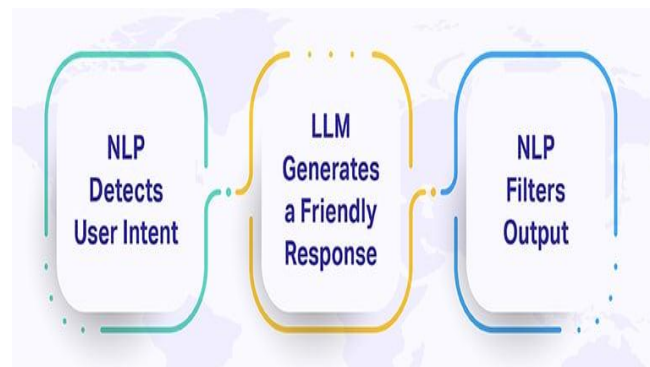 NLP
Detects
User Intent
LLM
Generates
a Friendly
Response
NLP
Filters
Output